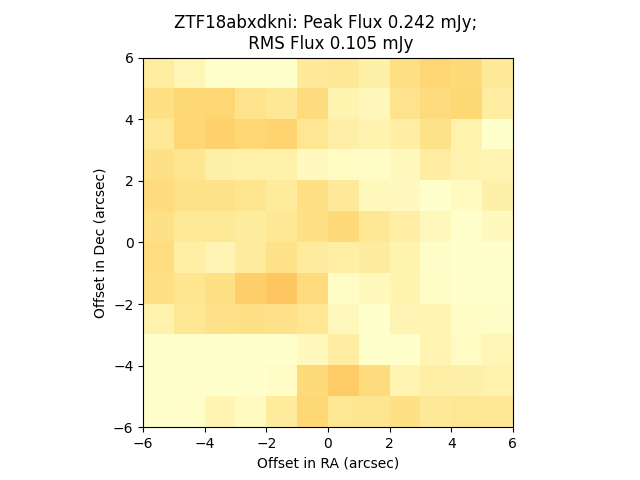 ZTF18abxdkni: Peak Flux 0.242 mJy;
RMS Flux 0.105 mJy
6
4
2
0
−2
−4
−6
Offset in Dec (arcsec)
−6 −4 −2 0 2 4 6
Offset in RA (arcsec)